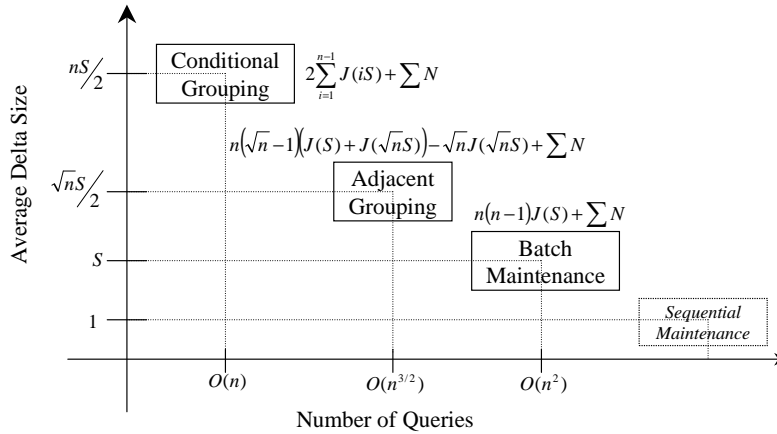 nS/2
Conditional
Grouping
2∑_{i=1}^{n-1} J(iS) + ∑N
n(√n−1)(J(S) + J(√nS)) − √nJ(√nS) + ∑N
√nS/2
Adjacent
Grouping
n(n−1)J(S) + ∑N
S
Batch
Maintenance
1
Sequential
Maintenance
Average Delta Size
O(n)
O(n^{3/2})
O(n^2)
Number of Queries